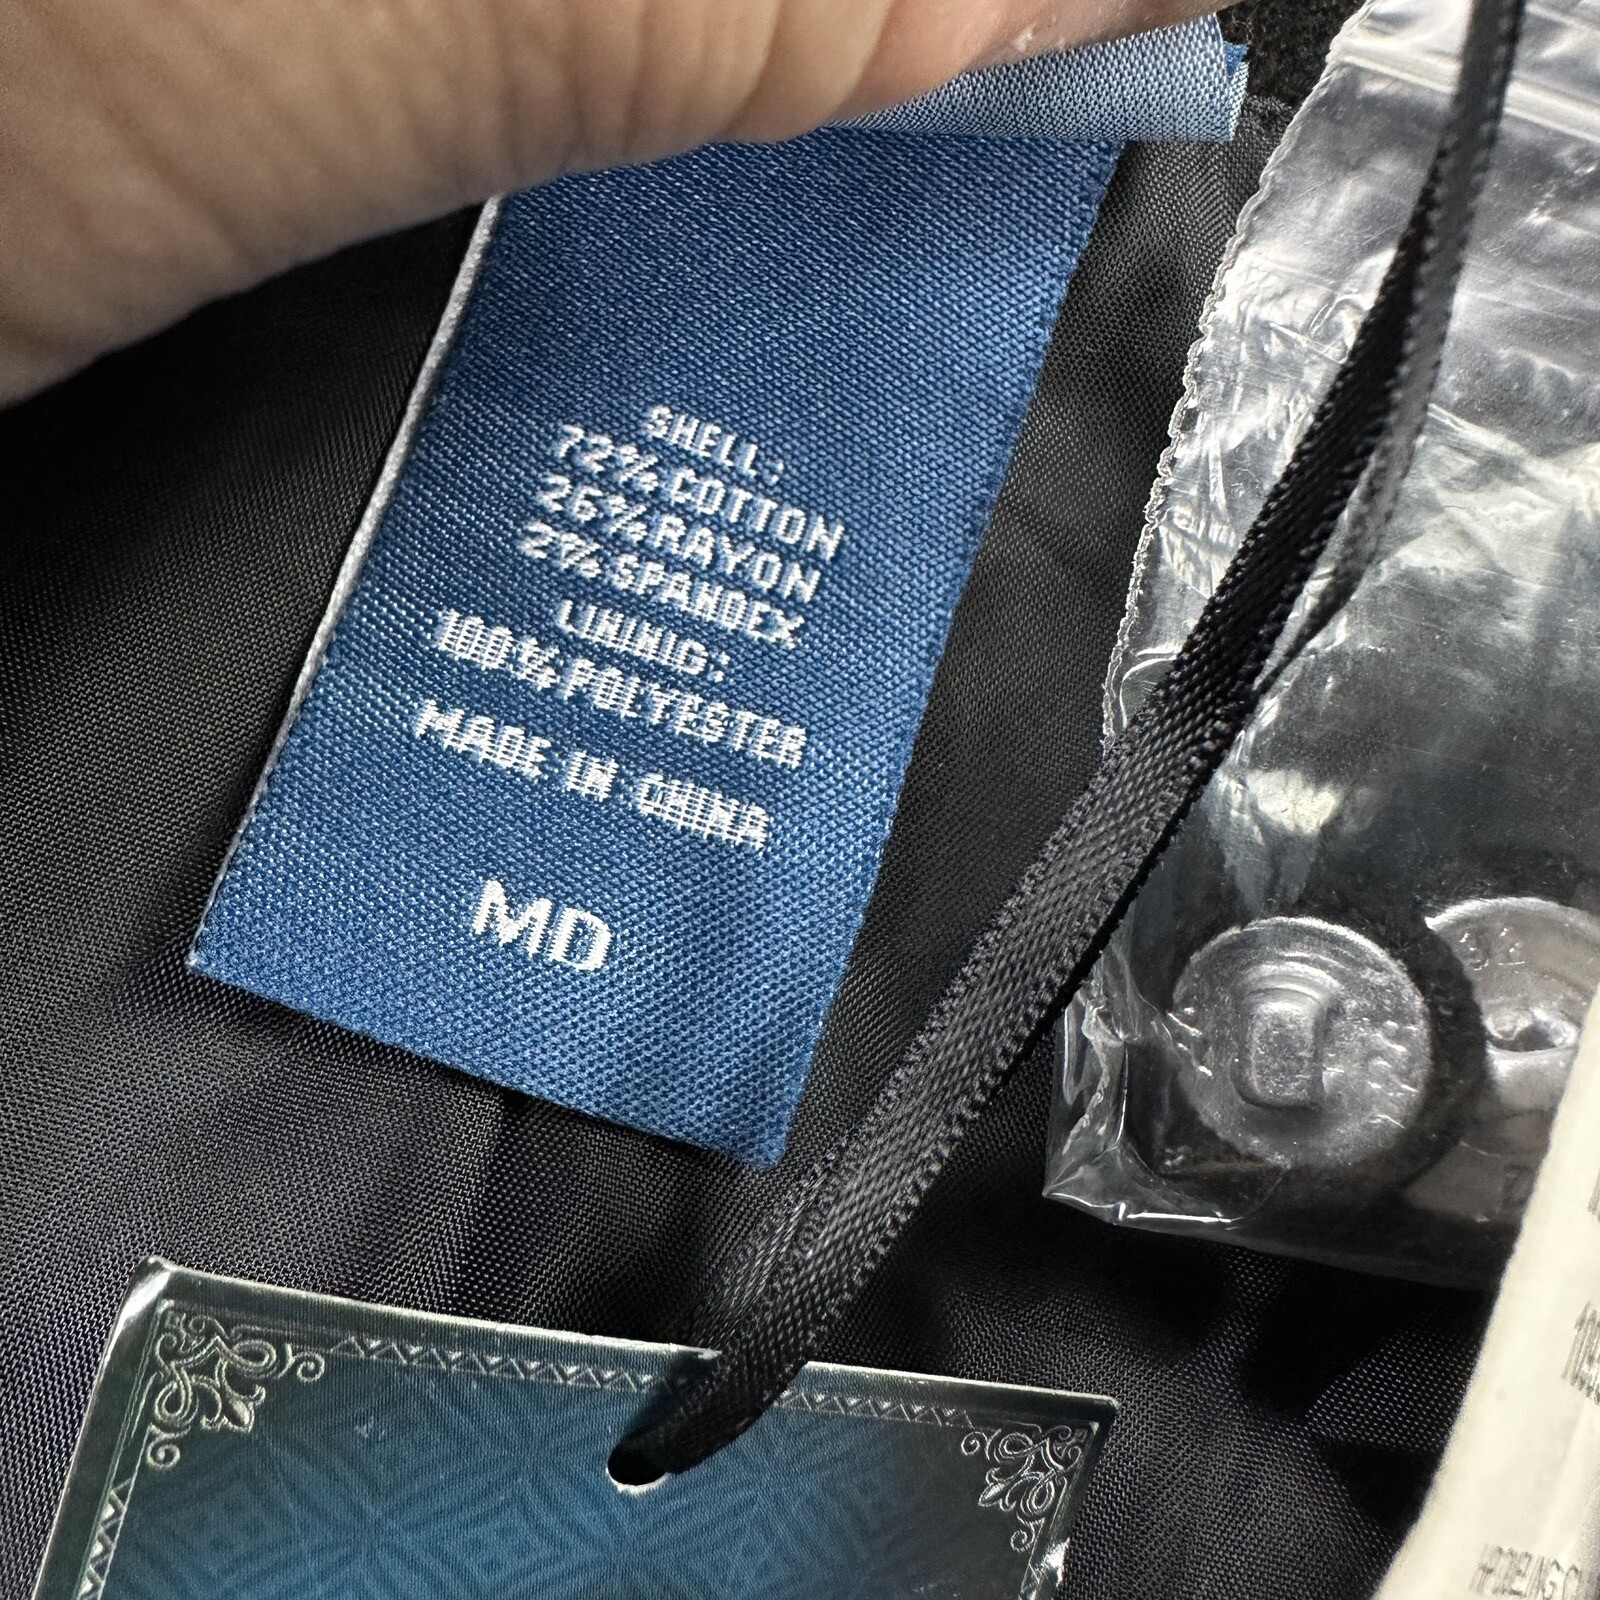 SHELL:
72% COTTON
26% RAYON
2% SPANDEX
LINING:
100% POLYESTER
MADE IN CHINA
MD